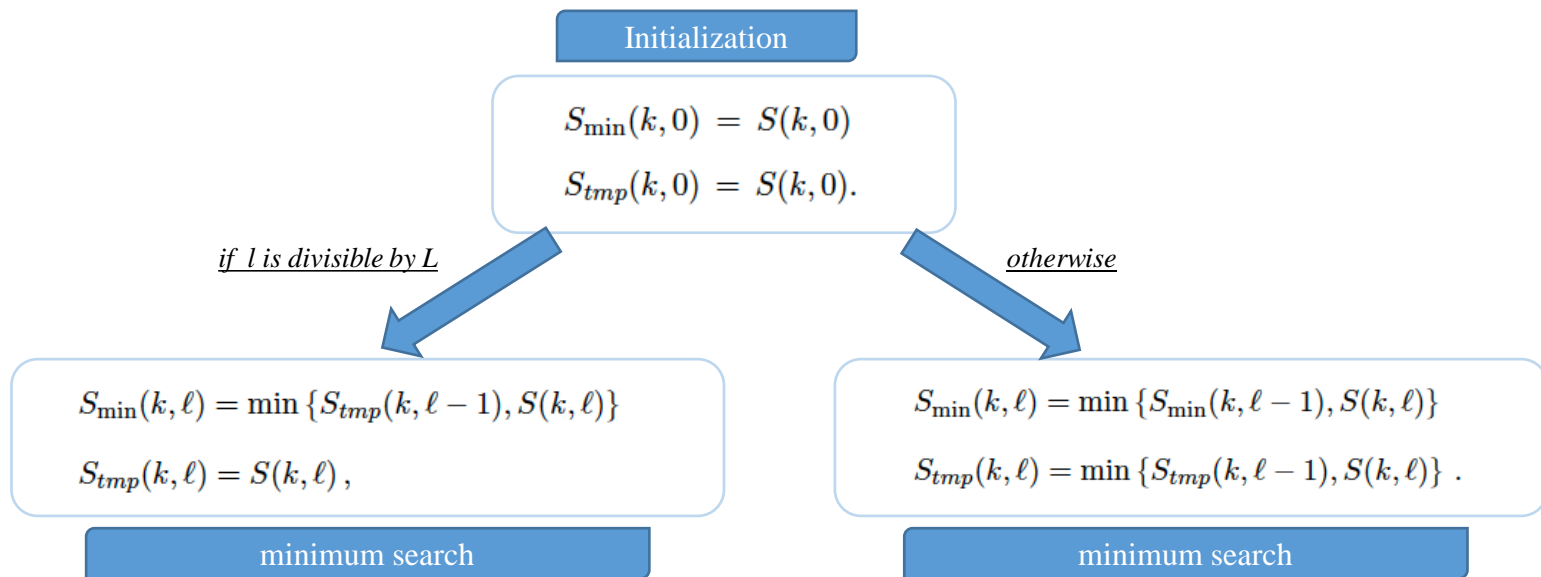 Initialization
S_min(k, 0) = S(k, 0)
S_tmp(k, 0) = S(k, 0).
if l is divisible by L
otherwise
S_min(k, ℓ) = min {S_tmp(k, ℓ − 1), S(k, ℓ)}
S_tmp(k, ℓ) = S(k, ℓ) ,
minimum search
S_min(k, ℓ) = min {S_min(k, ℓ − 1), S(k, ℓ)}
S_tmp(k, ℓ) = min {S_tmp(k, ℓ − 1), S(k, ℓ)} .
minimum search